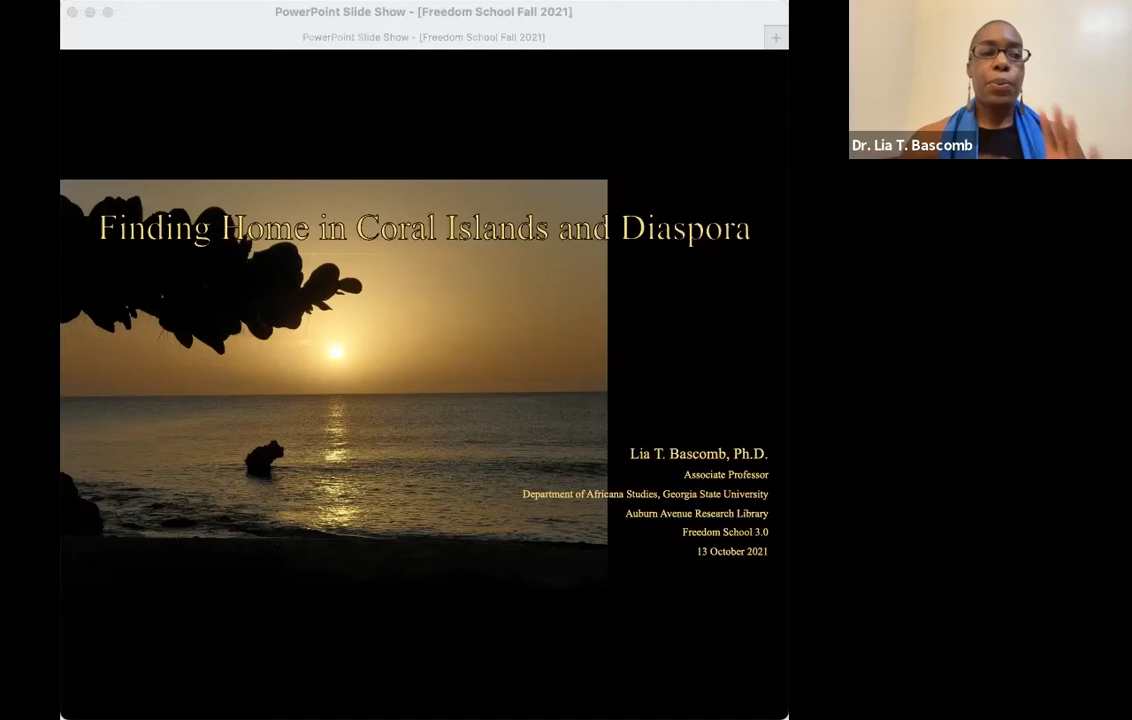 PowerPoint Slide Show - [Freedom School Fall 2021]
PowerPoint Slide Show - [Freedom School Fall 2021]
+
Dr. Lia T. Bascomb
Finding Home in Coral Islands and Diaspora
Lia T. Bascomb, Ph.D.
Associate Professor
Department of Africana Studies, Georgia State University
Auburn Avenue Research Library
Freedom School 3.0
13 October 2021